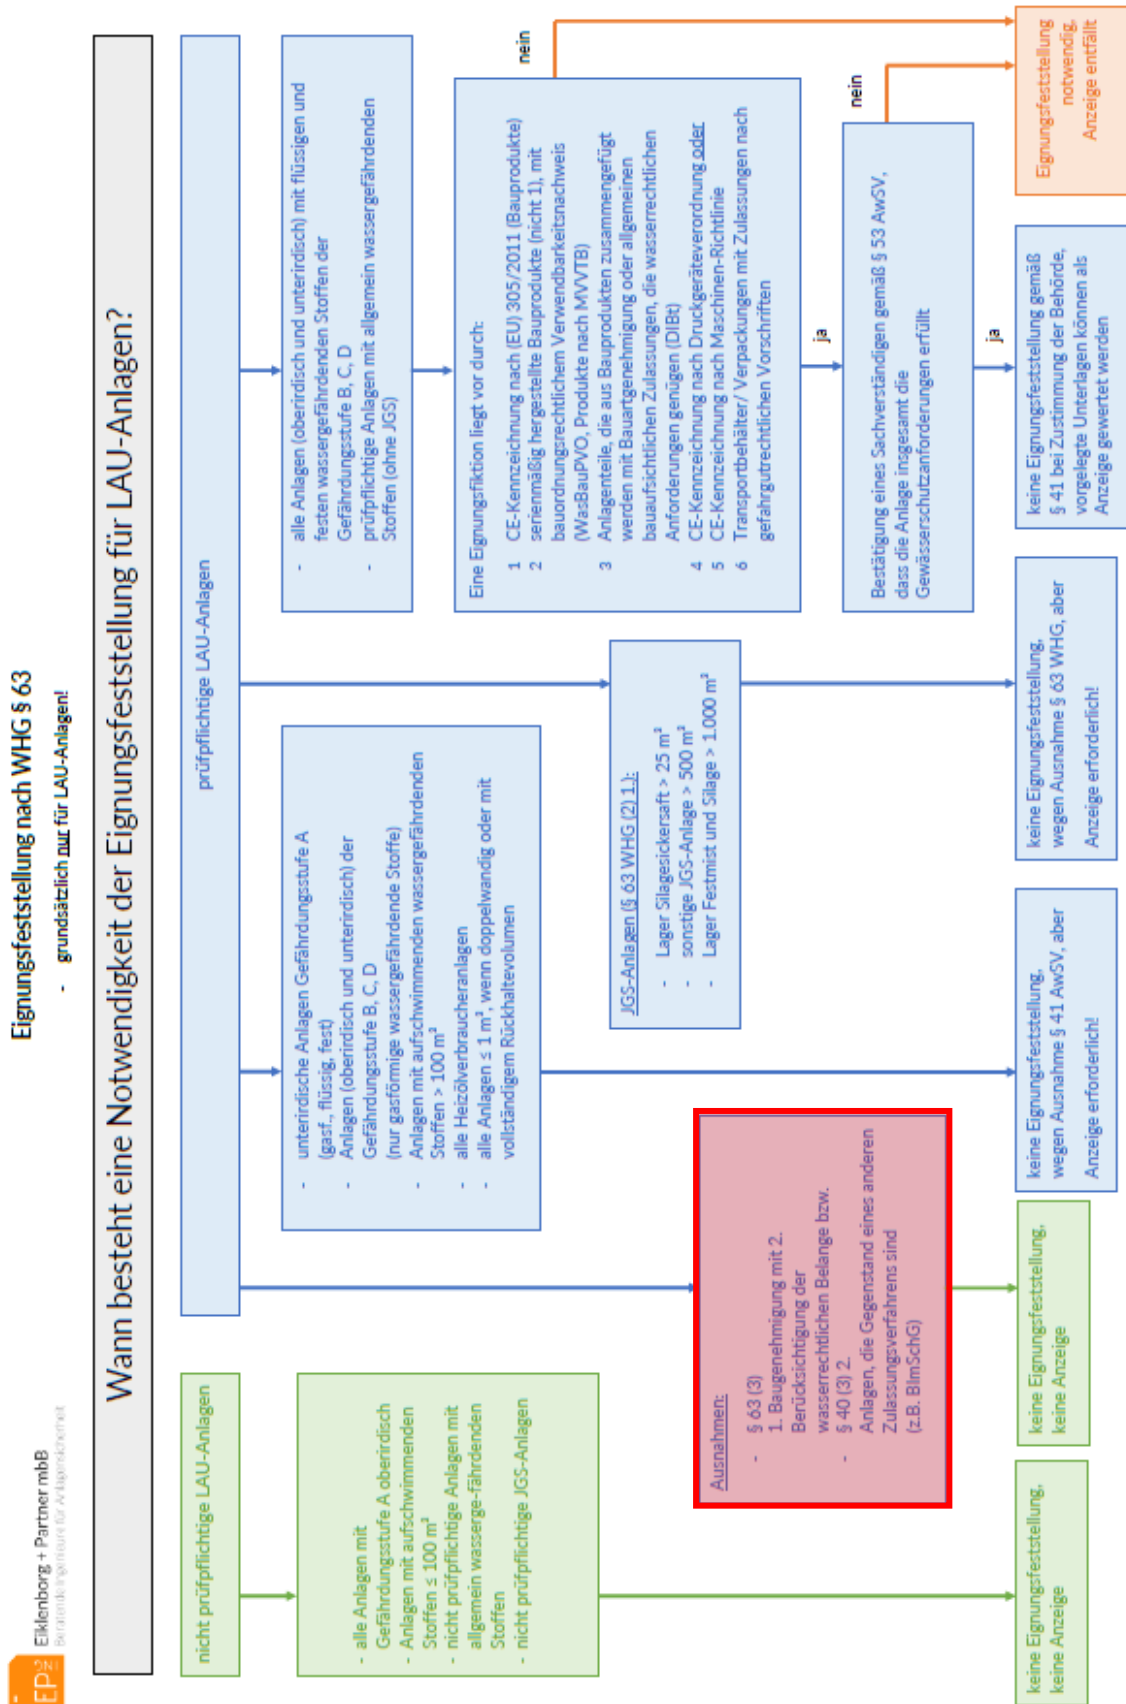 EP
Eiklenborg + Partner mbB
Beratende Ingenieure für Anlagensicherheit
Eignungsfeststellung nach WHG § 63
- grundsätzlich nur für LAU-Anlagen!
Wann besteht eine Notwendigkeit der Eignungsfeststellung für LAU-Anlagen?
nicht prüfpflichtige LAU-Anlagen
- alle Anlagen mit
Gefährdungsstufe A oberirdisch
- Anlagen mit aufschwimmenden
Stoffen ≤ 100 m³
- nicht prüfpflichtige Anlagen mit
allgemein wasserge-fährdenden
Stoffen
- nicht prüfpflichtige JGS-Anlagen
keine Eignungsfeststellung,
keine Anzeige
prüfpflichtige LAU-Anlagen
Ausnahmen:
- § 63 (3)
1. Baugenehmigung mit 2.
Berücksichtigung der
wasserrechtlichen Belange bzw.
- § 40 (3) 2.
Anlagen, die Gegenstand eines anderen
Zulassungsverfahrens sind
(z.B. BImSchG)
keine Eignungsfeststellung,
keine Anzeige
- unterirdische Anlagen Gefährdungsstufe A
(gasf., flüssig, fest)
- Anlagen (oberirdisch und unterirdisch) der
Gefährdungsstufe B, C, D
(nur gasförmige wassergefährdende Stoffe)
- Anlagen mit aufschwimmenden wassergefährdenden
Stoffen > 100 m³
- alle Heizölverbraucheranlagen
- alle Anlagen ≤ 1 m³, wenn doppelwandig oder mit
vollständigem Rückhaltevolumen
keine Eignungsfeststellung,
wegen Ausnahme § 41 AwSV, aber
Anzeige erforderlich!
JGS-Anlagen (§ 63 WHG (2) 1.):
- Lager Silagesickersaft > 25 m³
- sonstige JGS-Anlage > 500 m³
- Lager Festmist und Silage > 1.000 m³
keine Eignungsfeststellung,
wegen Ausnahme § 63 WHG, aber
Anzeige erforderlich!
- alle Anlagen (oberirdisch und unterirdisch) mit flüssigen und
festen wassergefährdenden Stoffen der
Gefährdungsstufe B, C, D
- prüfpflichtige Anlagen mit allgemein wassergefährdenden
Stoffen (ohne JGS)
Eine Eignungsfiktion liegt vor durch:
1 CE-Kennzeichnung nach (EU) 305/2011 (Bauprodukte)
2 serienmäßig hergestellte Bauprodukte (nicht 1), mit
bauordnungsrechtlichem Verwendbarkeitsnachweis
(WasBauPVO, Produkte nach MVVTB)
3 Anlagenteile, die aus Bauprodukten zusammengefügt
werden mit Bauartgenehmigung oder allgemeinen
bauaufsichtlichen Zulassungen, die wasserrechtlichen
Anforderungen genügen (DIBt)
4 CE-Kennzeichnung nach Druckgeräteverordnung oder
5 CE-Kennzeichnung nach Maschinen-Richtlinie
6 Transportbehälter/ Verpackungen mit Zulassungen nach
gefahrgutrechtlichen Vorschriften
nein
ja
Bestätigung eines Sachverständigen gemäß § 53 AwSV,
dass die Anlage insgesamt die
Gewässerschutzanforderungen erfüllt
nein
ja
keine Eignungsfeststellung gemäß
§ 41 bei Zustimmung der Behörde,
vorgelegte Unterlagen können als
Anzeige gewertet werden
Eignungsfeststellung
notwendig,
Anzeige entfällt